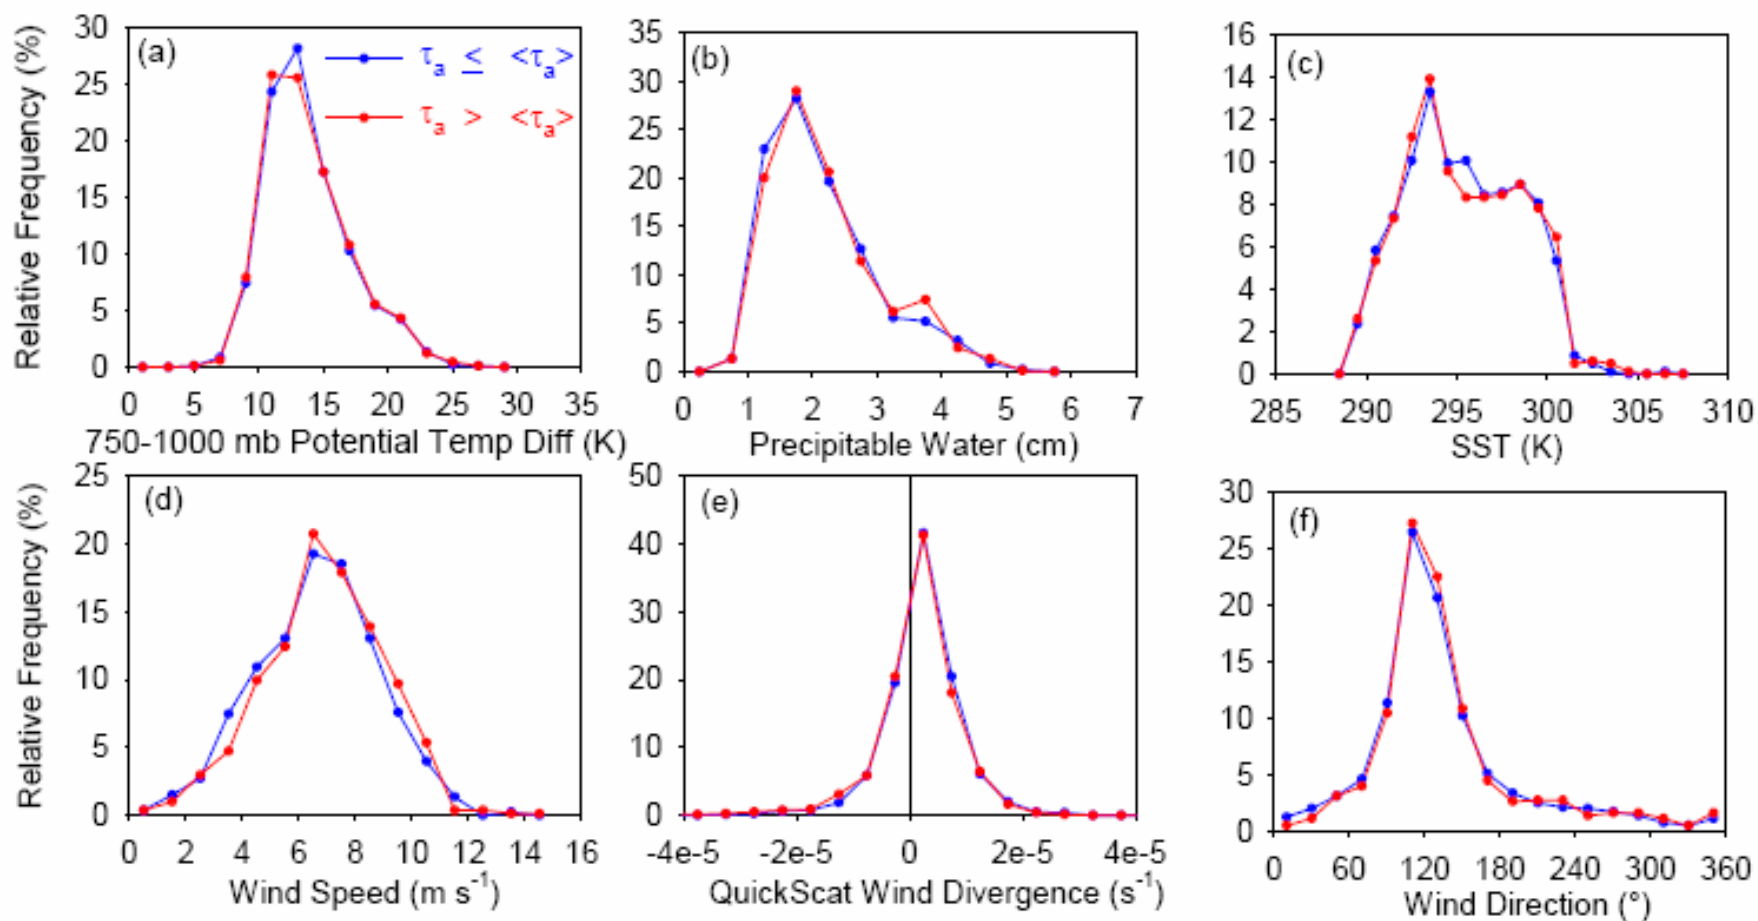 Relative Frequency (%)
30
25
20
15
10
5
0
(a)
τa ≤ <τa>
τa > <τa>
0 5 10 15 20 25 30 35
750-1000 mb Potential Temp Diff (K)
35
30
25
20
15
10
5
0
(b)
0 1 2 3 4 5 6 7
Precipitable Water (cm)
16
14
12
10
8
6
4
2
0
(c)
285 290 295 300 305 310
SST (K)
Relative Frequency (%)
25
20
15
10
5
0
(d)
0 2 4 6 8 10 12 14 16
Wind Speed (m s-1)
50
40
30
20
10
0
(e)
-4e-5 -2e-5 0 2e-5 4e-5
QuickScat Wind Divergence (s-1)
30
25
20
15
10
5
0
(f)
0 60 120 180 240 300 360
Wind Direction (°)